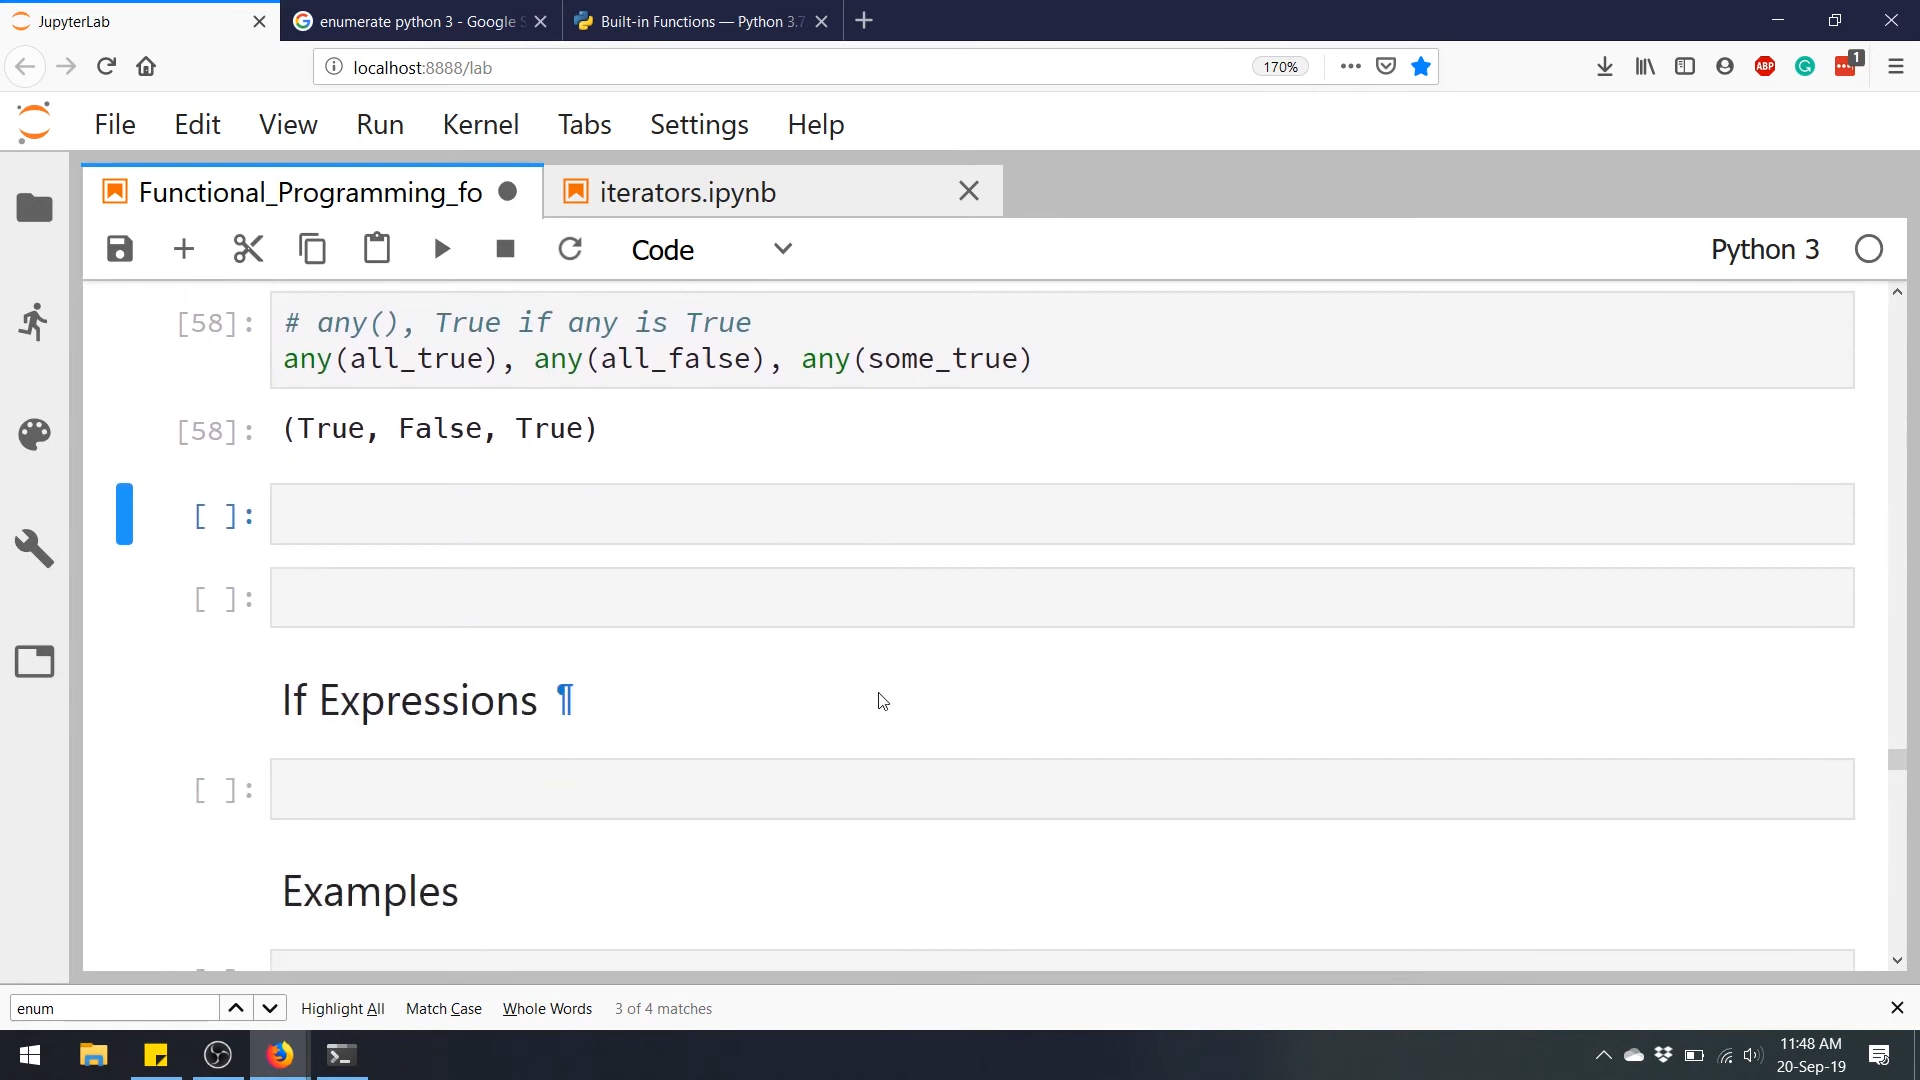 JupyterLab
enumerate python 3 - Google S
Built-in Functions — Python 3.7
localhost:8888/lab
170%
ABP
1
File Edit View Run Kernel Tabs Settings Help
Functional_Programming_fo
iterators.ipynb
Code
Python 3
[58]:
# any(), True if any is True
any(all_true), any(all_false), any(some_true)
[58]: (True, False, True)
[ ]:
[ ]:
If Expressions ¶
[ ]:
Examples
enum
Highlight All Match Case Whole Words 3 of 4 matches
11:48 AM
20-Sep-19